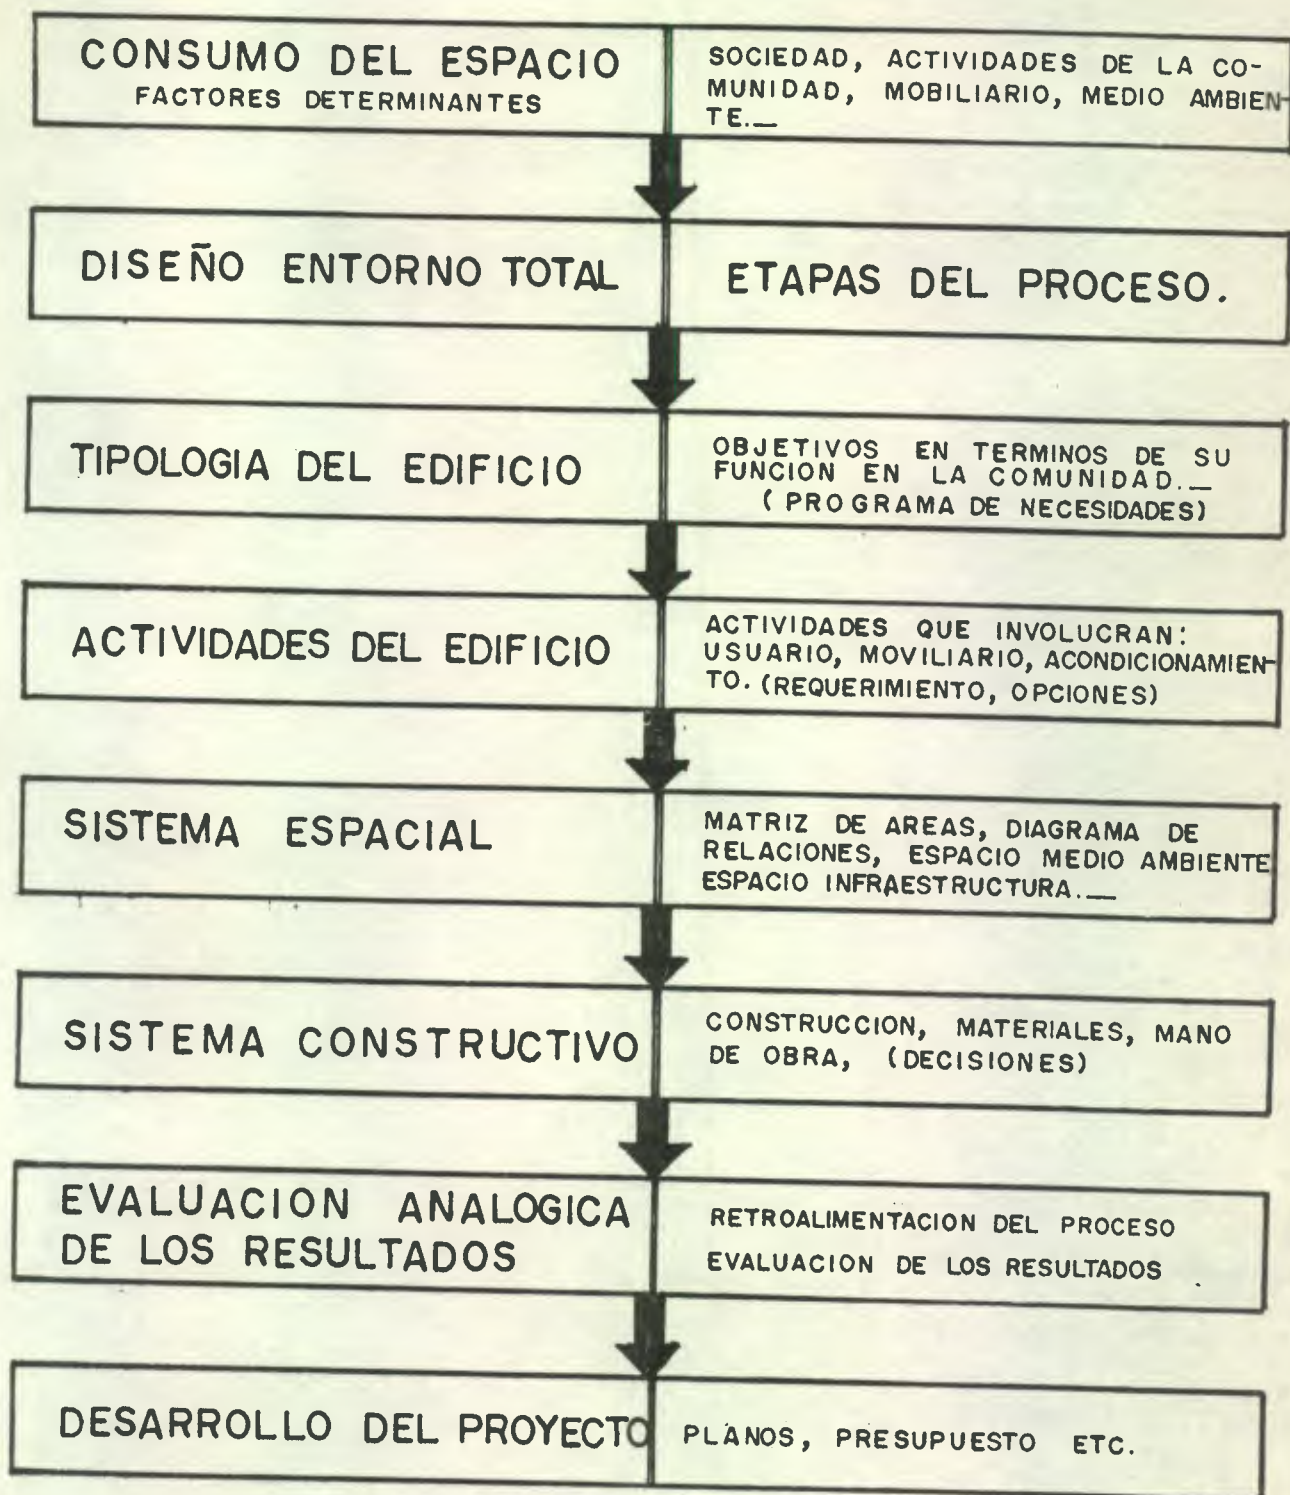 CONSUMO DEL ESPACIO
FACTORES DETERMINANTES
SOCIEDAD, ACTIVIDADES DE LA CO-
MUNIDAD, MOBILIARIO, MEDIO AMBIEN-
TE._
DISEÑO ENTORNO TOTAL
ETAPAS DEL PROCESO.
TIPOLOGIA DEL EDIFICIO
OBJETIVOS EN TERMINOS DE SU
FUNCION EN LA COMUNIDAD._
(PROGRAMA DE NECESIDADES)
ACTIVIDADES DEL EDIFICIO
ACTIVIDADES QUE INVOLUCRAN:
USUARIO, MOVILIARIO, ACONDICIONAMIEN-
TO. (REQUERIMIENTO, OPCIONES)
SISTEMA ESPACIAL
MATRIZ DE AREAS, DIAGRAMA DE
RELACIONES, ESPACIO MEDIO AMBIENTE
ESPACIO INFRAESTRUCTURA._
SISTEMA CONSTRUCTIVO
CONSTRUCCION, MATERIALES, MANO
DE OBRA, (DECISIONES)
EVALUACION ANALOGICA
DE LOS RESULTADOS
RETROALIMENTACION DEL PROCESO
EVALUACION DE LOS RESULTADOS
DESARROLLO DEL PROYECTO
PLANOS, PRESUPUESTO ETC.